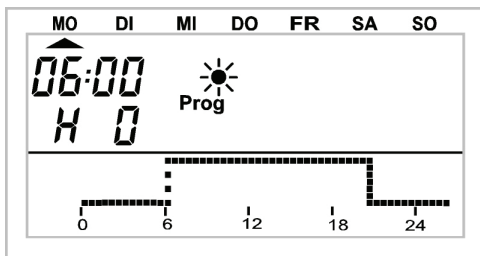 MO DI MI DO FR SA SO
06:00
Prog
H 0
0 6 12 18 24